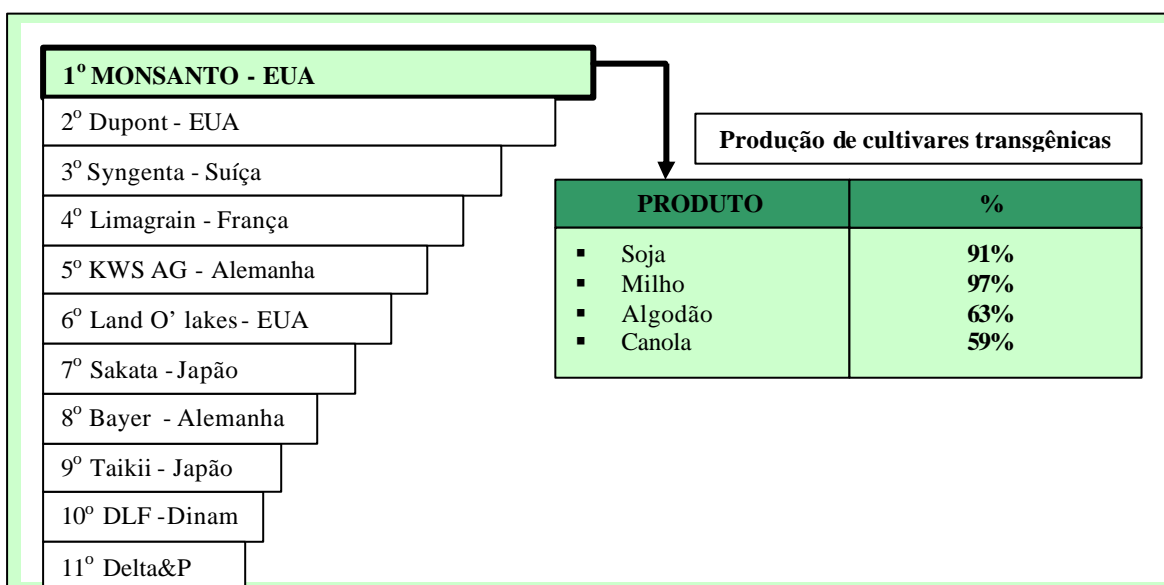 1º MONSANTO - EUA
2º Dupont - EUA
3º Syngenta - Suíça
4º Limagrain - França
5º KWS AG - Alemanha
6º Land O' lakes - EUA
7º Sakata - Japão
8º Bayer - Alemanha
9º Taikii - Japão
10º DLF -Dinam
11º Delta&P
Produção de cultivares transgênicas
PRODUTO %
▪ Soja 91%
▪ Milho 97%
▪ Algodão 63%
▪ Canola 59%